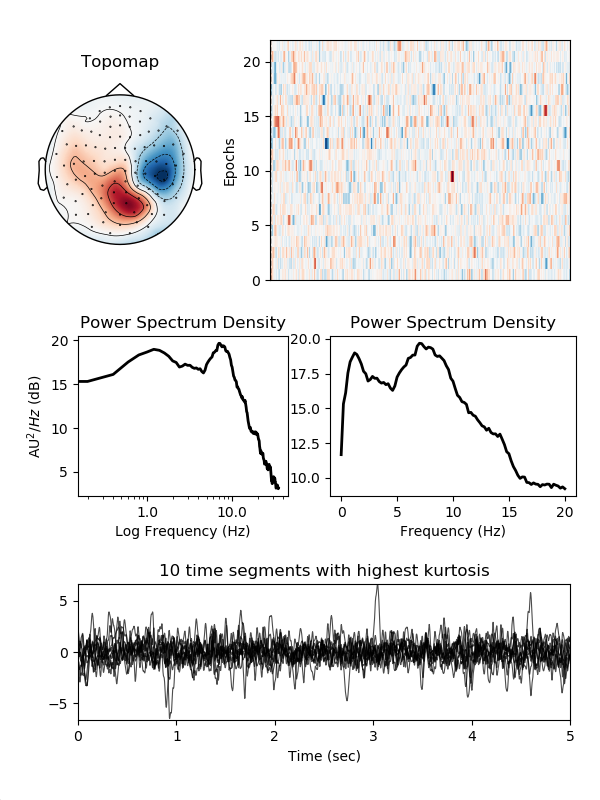 Topomap
Epochs
20
15
10
5
0
Power Spectrum Density
AU²/Hz (dB)
20
15
10
5
1.0 10.0
Log Frequency (Hz)
Power Spectrum Density
20.0
17.5
15.0
12.5
10.0
0 5 10 15 20
Frequency (Hz)
10 time segments with highest kurtosis
5
0
−5
0 1 2 3 4 5
Time (sec)